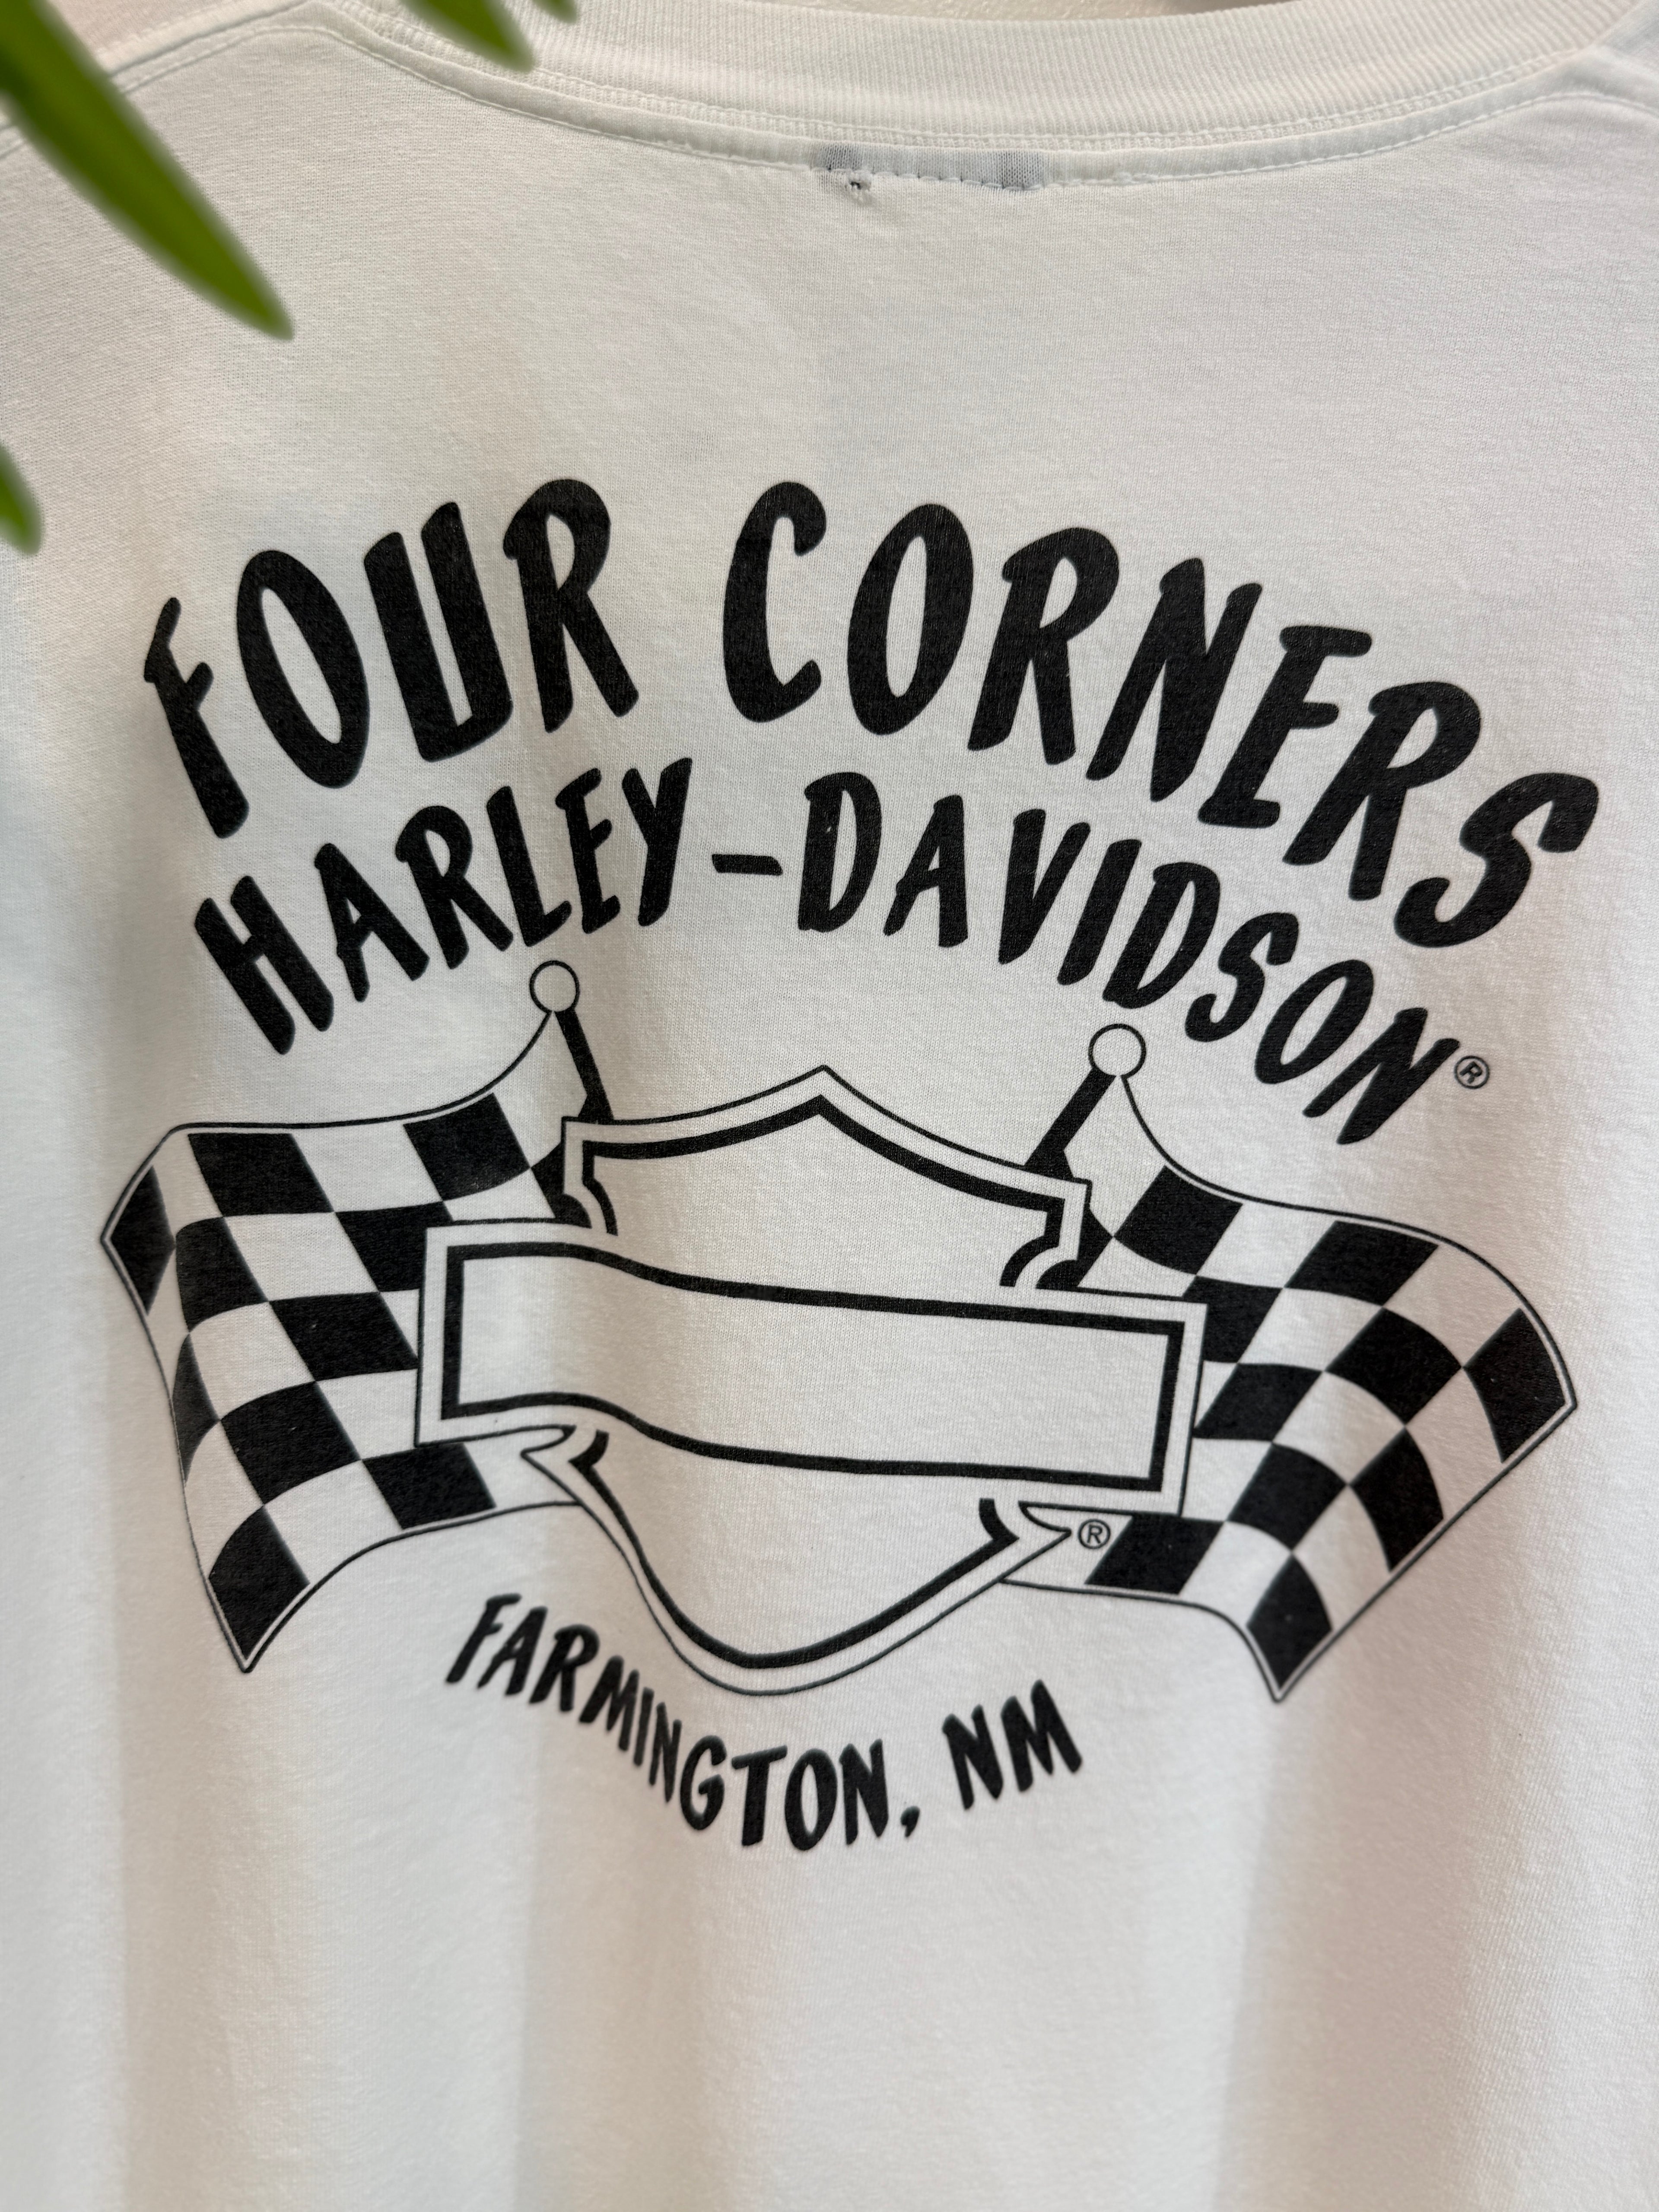 FOUR CORNERS
HARLEY-DAVIDSON®
®
FARMINGTON, NM